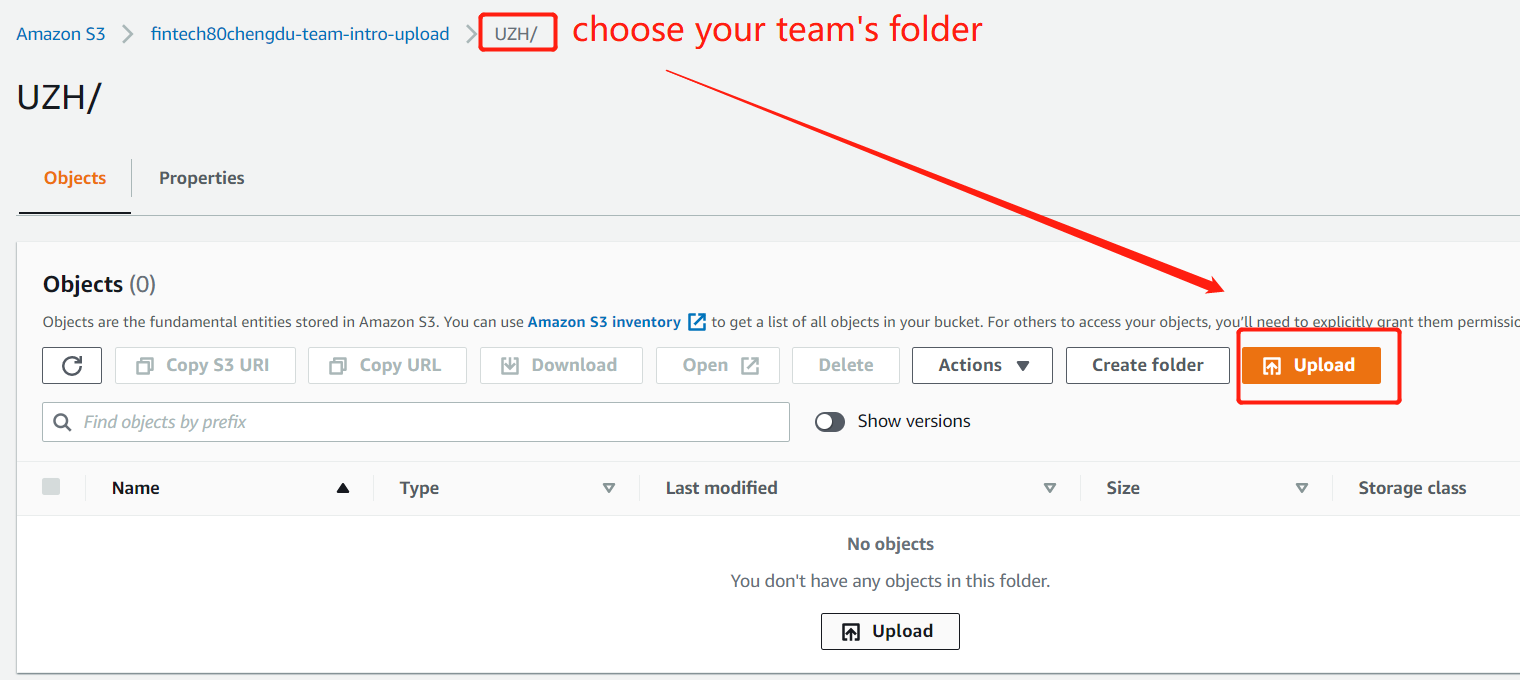 Amazon S3 > fintech80chengdu-team-intro-upload > UZH/ choose your team's folder
UZH/
Objects Properties
Objects (0)
Objects are the fundamental entities stored in Amazon S3. You can use Amazon S3 inventory to get a list of all objects in your bucket. For others to access your objects, you'll need to explicitly grant them permissio
Copy S3 URI Copy URL Download Open Delete Actions Create folder Upload
Find objects by prefix Show versions
Name Type Last modified Size Storage class
No objects
You don't have any objects in this folder.
Upload